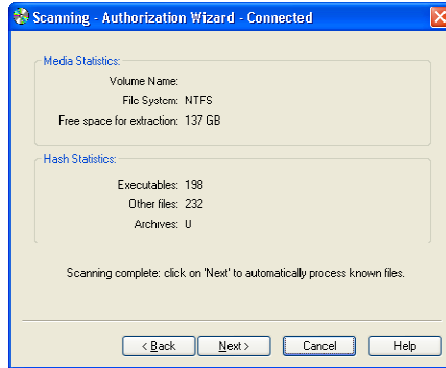 Scanning - Authorization Wizard - Connected
Media Statistics:
Volume Name:
File System: NTFS
Free space for extraction: 137 GB
Hash Statistics:
Executables: 198
Other files: 232
Archives: 0
Scanning complete: click on 'Next' to automatically process known files.
< Back Next > Cancel Help